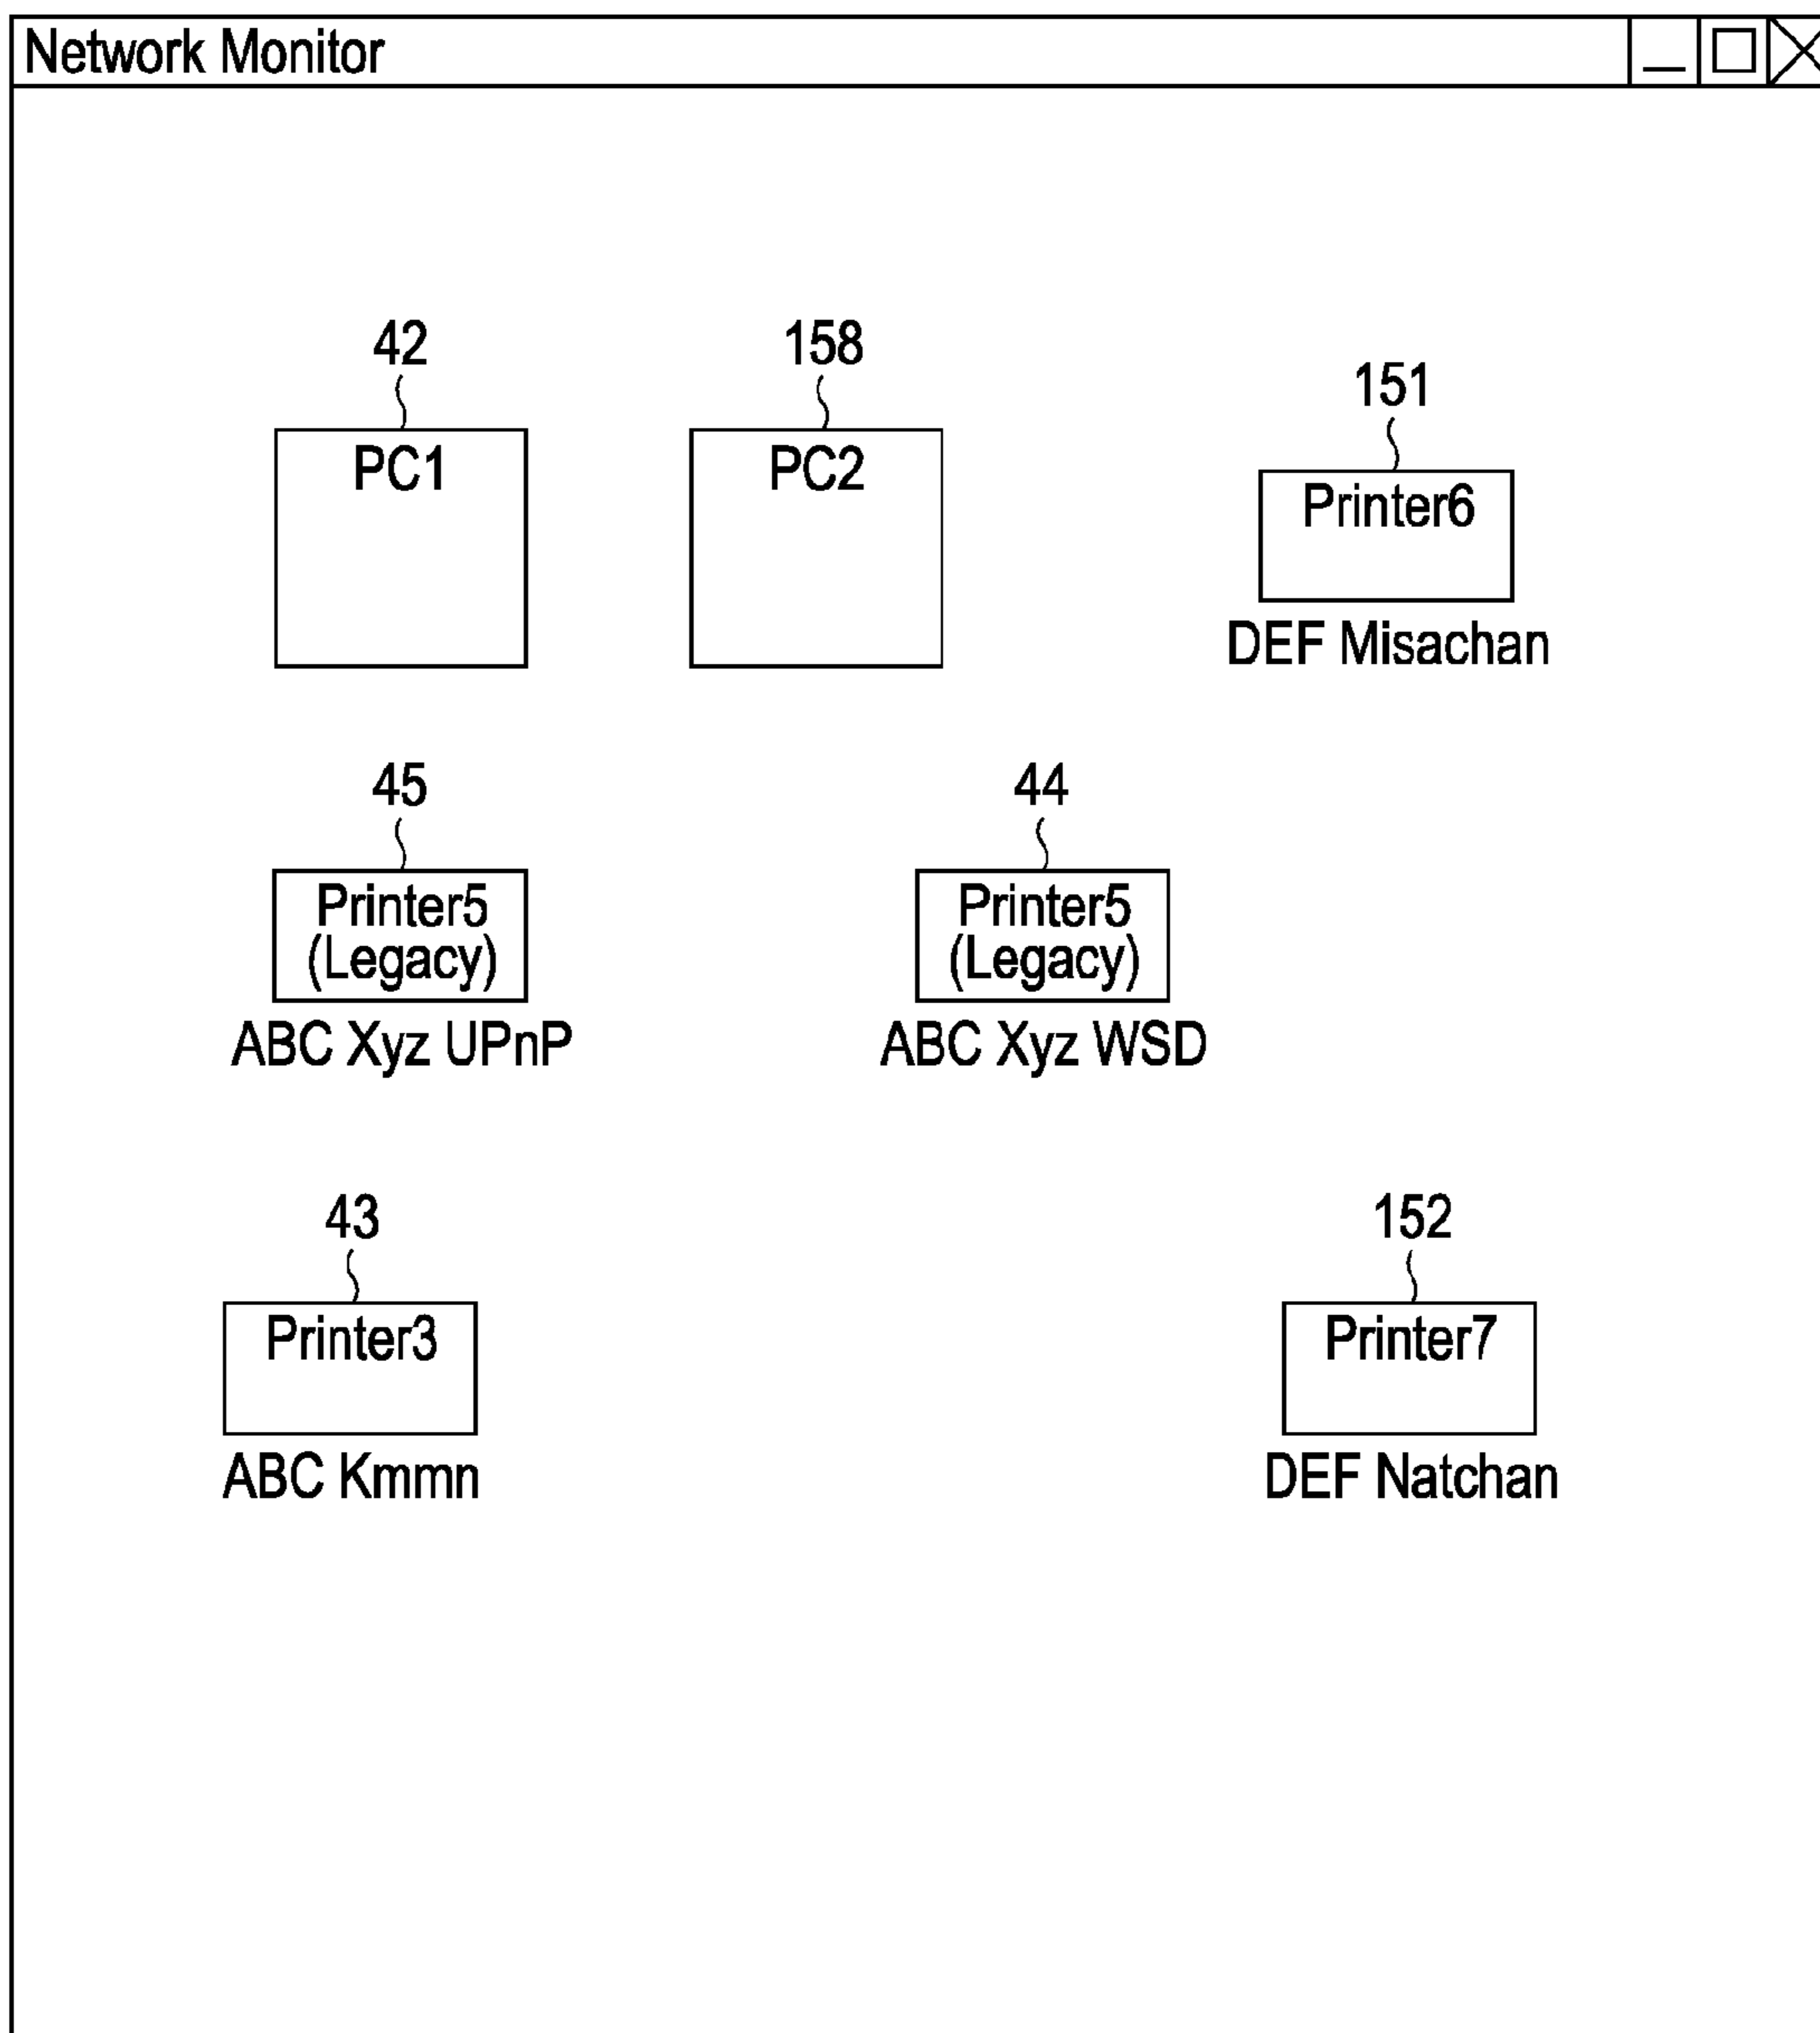 Network Monitor
42
158
151
PC1
PC2
Printer6
DEF Misachan
45
44
Printer5
(Legacy)
ABC Xyz UPnP
Printer5
(Legacy)
ABC Xyz WSD
43
152
Printer3
ABC Kmmn
Printer7
DEF Natchan